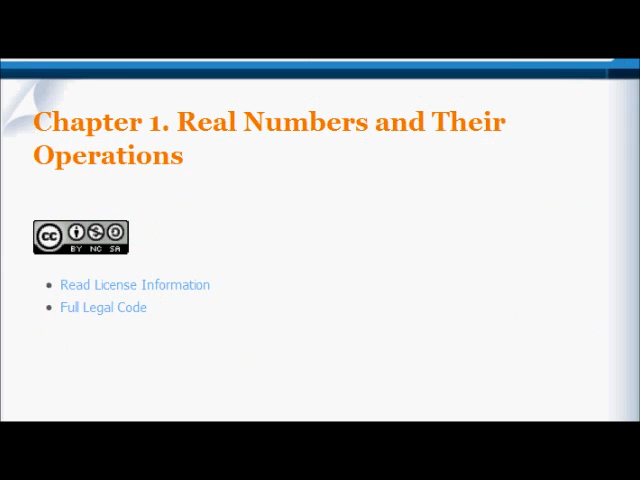 Chapter 1. Real Numbers and Their
Operations
cc
BY NC SA
Read License Information
Full Legal Code